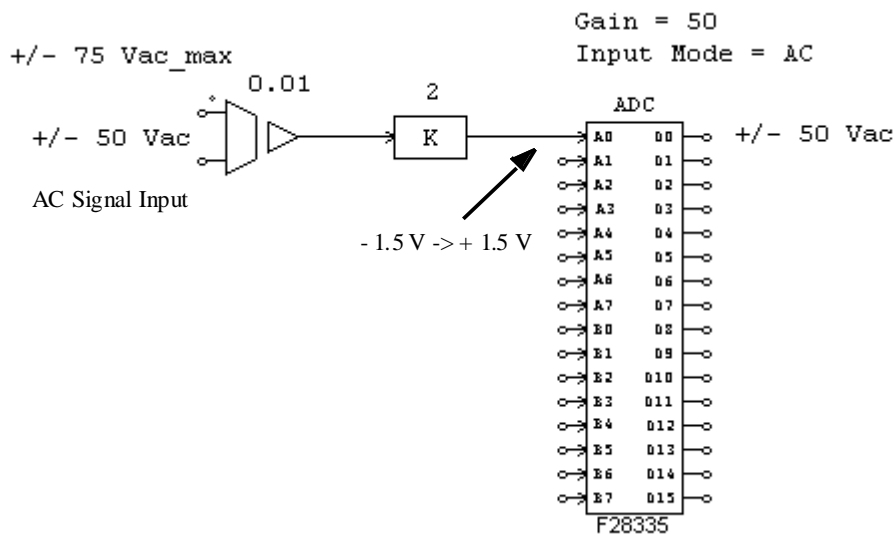 Gain = 50
+/- 75 Vac_max
Input Mode = AC
0.01
2
ADC
+/- 50 Vac
K
A0 D0
+/- 50 Vac
A1 D1
A2 D2
AC Signal Input
A3 D3
A4 D4
- 1.5 V -> + 1.5 V
A5 D5
A6 D6
A7 D7
B0 D8
B1 D9
B2 D10
B3 D11
B4 D12
B5 D13
B6 D14
B7 D15
F28335